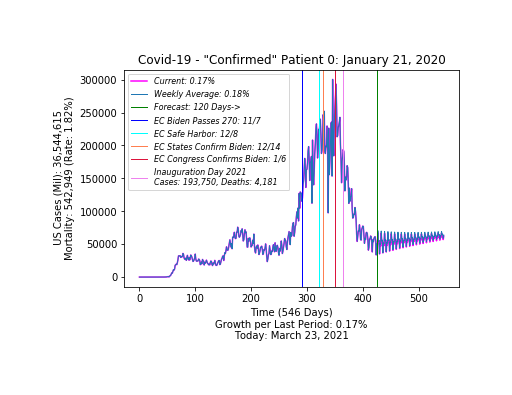 Covid-19 - "Confirmed" Patient 0: January 21, 2020
US Cases (Mil): 36,544,615
Mortality: 542,949 (Rate: 1.82%)
300000
250000
200000
150000
100000
50000
0
Current: 0.17%
Weekly Average: 0.18%
Forecast: 120 Days->
EC Biden Passes 270: 11/7
EC Safe Harbor: 12/8
EC States Confirm Biden: 12/14
EC Congress Confirms Biden: 1/6
Inauguration Day 2021
Cases: 193,750, Deaths: 4,181
0 100 200 300 400 500
Time (546 Days)
Growth per Last Period: 0.17%
Today: March 23, 2021